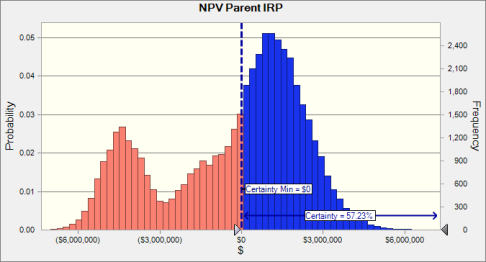 NPV Parent IRP
0.05
0.04
0.03
0.02
0.01
0.00
Probability
2,400
2,100
1,800
1,500
1,200
900
600
300
0
Frequency
Certainty Min = $0
Certainty = 57.23%
($6,000,000) ($3,000,000) $0 $3,000,000 $6,000,000
$